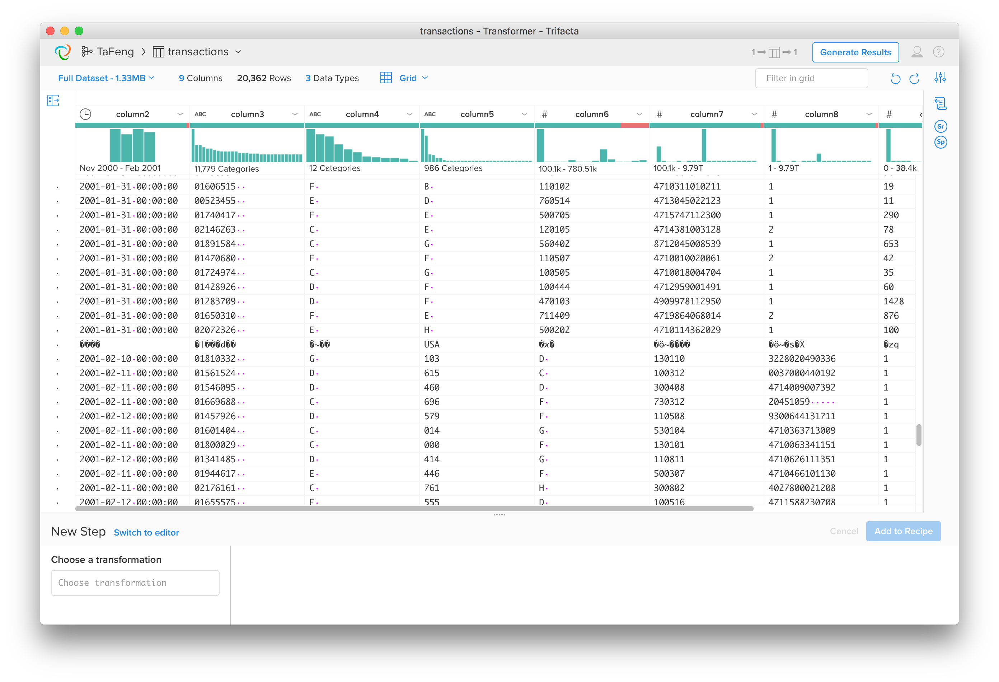 transactions - Transformer - Trifacta
TaFeng > transactions
1 → → 1
Generate Results
?
Full Dataset - 1.33MB
9 Columns
20,362 Rows
3 Data Types
Grid
Filter in grid
column2 ABC column3 ABC column4 ABC column5 # column6 # column7 # column8 #
Sr
Sp
Nov 2000 - Feb 2001 11,779 Categories 12 Categories 986 Categories 100.1k - 780.51k 100.1k - 9.79T 1 - 9.79T 0 - 38.4k
2001-01-31·00:00:00 01606515·· F· B· 110102 4710311010211 1 19
2001-01-31·00:00:00 00523455·· E· D· 760514 4713045022123 1 11
2001-01-31·00:00:00 01740417·· F· E· 500705 4715747112300 1 290
2001-01-31·00:00:00 02146263·· C· E· 120105 4714381003128 2 78
2001-01-31·00:00:00 01891584·· C· G· 560402 8712045008539 1 653
2001-01-31·00:00:00 01470680·· F· F· 110507 4710010020061 2 42
2001-01-31·00:00:00 01724974·· C· G· 100505 4710018004704 1 35
2001-01-31·00:00:00 01428926·· D· F· 100444 4712959001491 1 60
2001-01-31·00:00:00 01283709·· D· F· 470103 4909978112950 1 1428
2001-01-31·00:00:00 01650310·· F· E· 711409 4719864068014 2 876
2001-01-31·00:00:00 02072326·· E· H· 500202 4710114362029 1 100
���� �|���d�� �~�� USA �ϰ� �ӫ~���� �ӫ~�s�X �ƶq
2001-02-10·00:00:00 01810332·· G· 103 D· 130110 3228020490336 1
2001-02-11·00:00:00 01561524·· D· 615 C· 100312 0037000440192 1
2001-02-11·00:00:00 01546095·· D· 460 D· 300408 4714009007392 1
2001-02-11·00:00:00 01669688·· C· 696 F· 730312 20451059····· 1
2001-02-12·00:00:00 01457926·· D· 579 F· 110508 9300644131711 1
2001-02-11·00:00:00 01601404·· C· 014 G· 530104 4710363713009 1
2001-02-11·00:00:00 01800029·· C· 000 F· 130101 4710063341151 1
2001-02-12·00:00:00 01341485·· D· 414 G· 110811 4710626111351 1
2001-02-11·00:00:00 01944617·· E· 446 F· 500307 4710466101130 1
2001-02-11·00:00:00 02176161·· C· 761 H· 300802 4027800021208 1
2001-02-12·00:00:00 01655575·· 555 D· 100516 4711588230708 1
New Step
Switch to editor
Cancel
Add to Recipe
Choose a transformation
Choose transformation